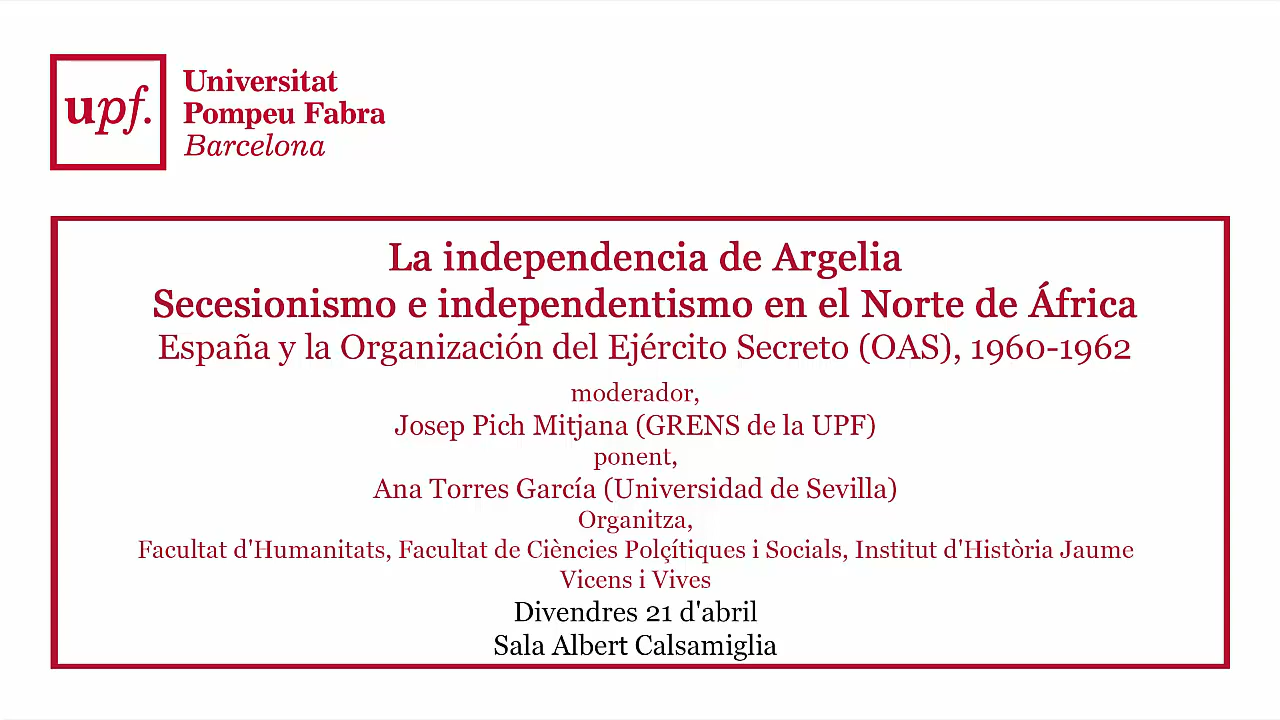 upf.
Universitat
Pompeu Fabra
Barcelona
La independencia de Argelia
Secesionismo e independentismo en el Norte de África
España y la Organización del Ejército Secreto (OAS), 1960-1962
moderador,
Josep Pich Mitjana (GRENS de la UPF)
ponent,
Ana Torres García (Universidad de Sevilla)
Organitza,
Facultat d'Humanitats, Facultat de Ciències Polçítiques i Socials, Institut d'Història Jaume
Vicens i Vives
Divendres 21 d'abril
Sala Albert Calsamiglia